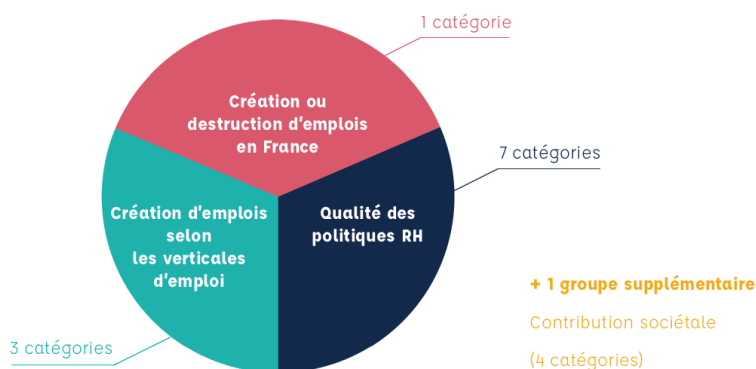 1 catégorie
Création ou
destruction d'emplois
en France
7 catégories
Création d'emplois
selon
les verticales
d'emploi
Qualité des
politiques RH
3 catégories
+ 1 groupe supplémentaire
Contribution sociétale
(4 catégories)